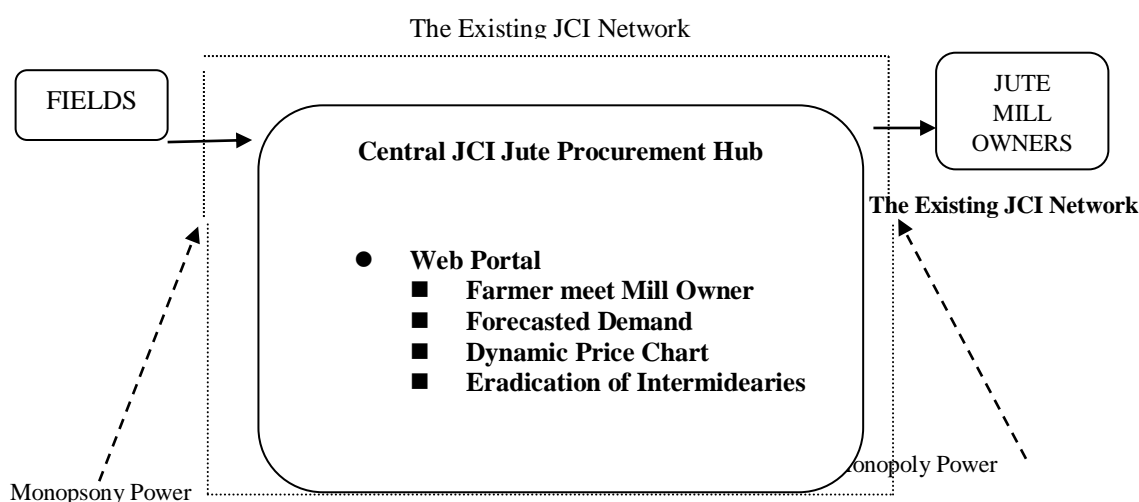 The Existing JCI Network
FIELDS
JUTE
MILL
OWNERS
Central JCI Jute Procurement Hub
The Existing JCI Network
● Web Portal
■ Farmer meet Mill Owner
■ Forecasted Demand
■ Dynamic Price Chart
■ Eradication of Intermidearies
onopoly Power
Monopsony Power